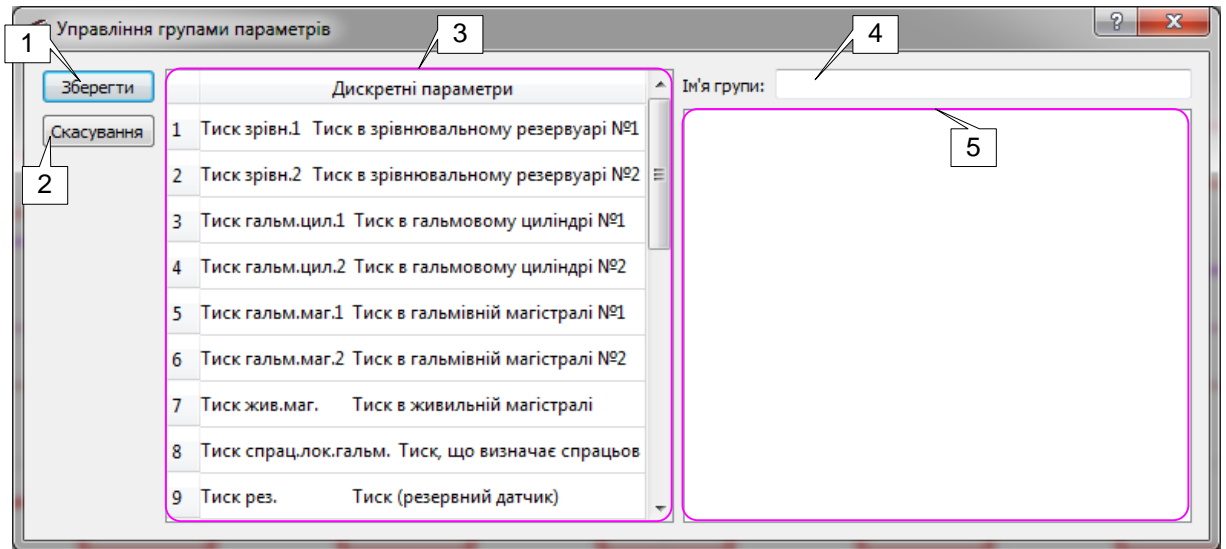 Управління групами параметрів
1
3
4
Зберегти
Дискретні параметри
Ім'я групи:
Скасування
2
5
1 Тиск зрівн.1 Тиск в зрівнювальному резервуарі №1
2 Тиск зрівн.2 Тиск в зрівнювальному резервуарі №2
3 Тиск гальм.цил.1 Тиск в гальмовому циліндрі №1
4 Тиск гальм.цил.2 Тиск в гальмовому циліндрі №2
5 Тиск гальм.маг.1 Тиск в гальмівній магістралі №1
6 Тиск гальм.маг.2 Тиск в гальмівній магістралі №2
7 Тиск жив.маг. Тиск в живильній магістралі
8 Тиск спрац.лок.гальм. Тиск, що визначає спрацьов
9 Тиск рез. Тиск (резервний датчик)